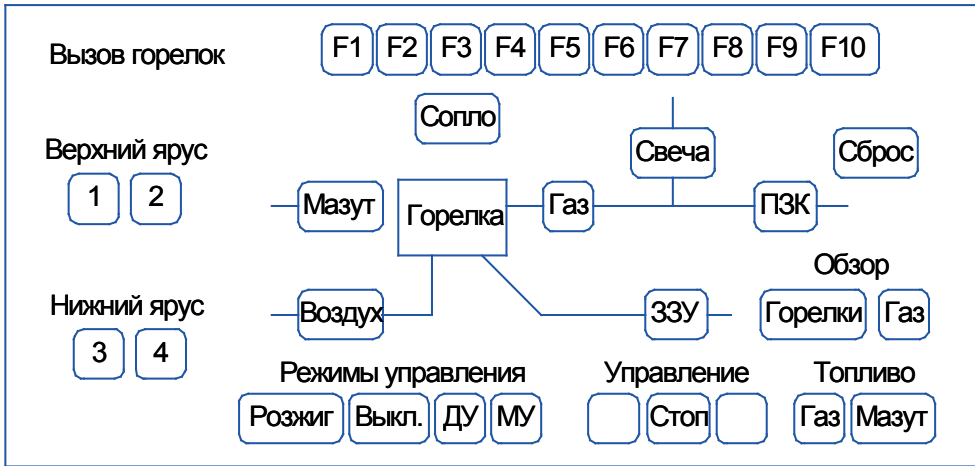 Вызов горелок F1 F2 F3 F4 F5 F6 F7 F8 F9 F10
Сопло
Верхний ярус Свеча Сброс
1 2 Мазут Горелка Газ ПЗК
Обзор
Нижний ярус Воздух ЗЗУ Горелки Газ
3 4
Режимы управления Управление Топливо
Розжиг Выкл. ДУ МУ Стоп Газ Мазут